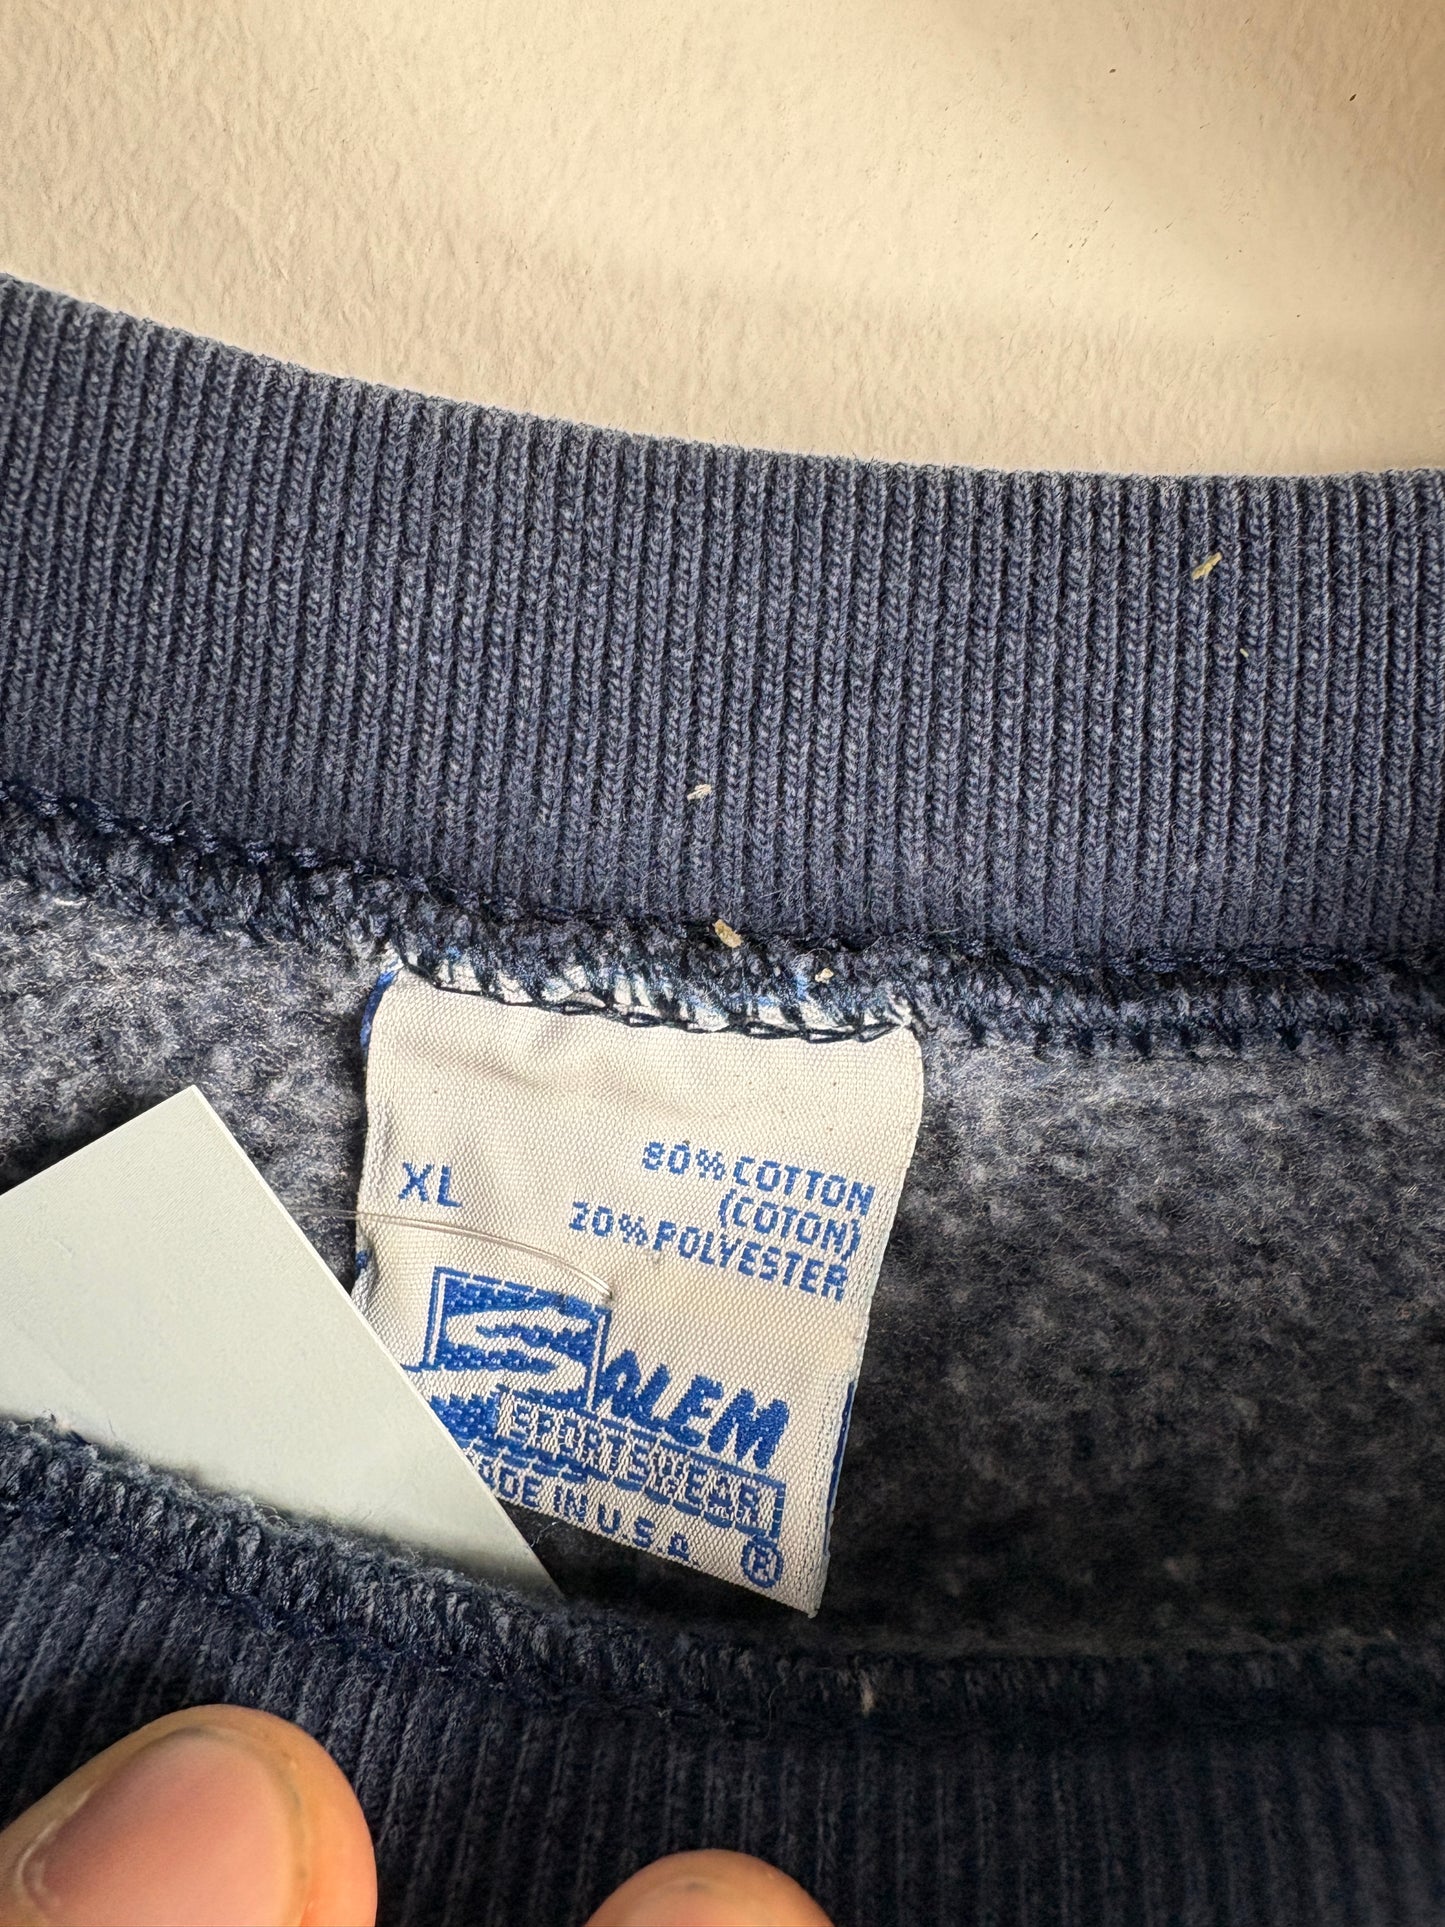 XL
80% COTTON
(COTON)
20% POLYESTER
SALEM
SPORTSWEAR
MADE IN U.S.A ®